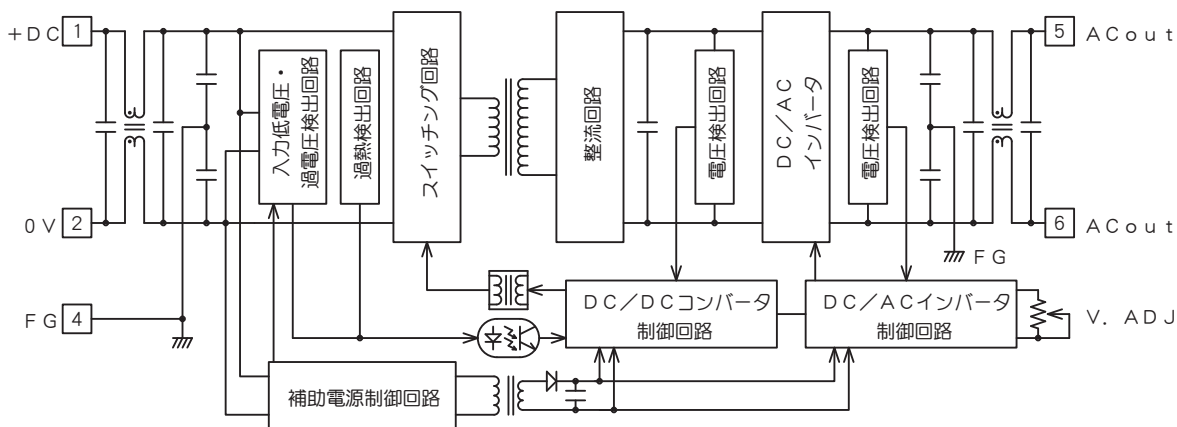 +DC 1
0V 2
FG 4
入力低電圧・
過電圧検出回路
過熱検出回路
スイッチング回路
整流回路
電圧検出回路
DC/AC
インバータ
電圧検出回路
5 ACout
6 ACout
FG
DC/DCコンバータ
制御回路
DC/ACインバータ
制御回路
V. ADJ
補助電源制御回路